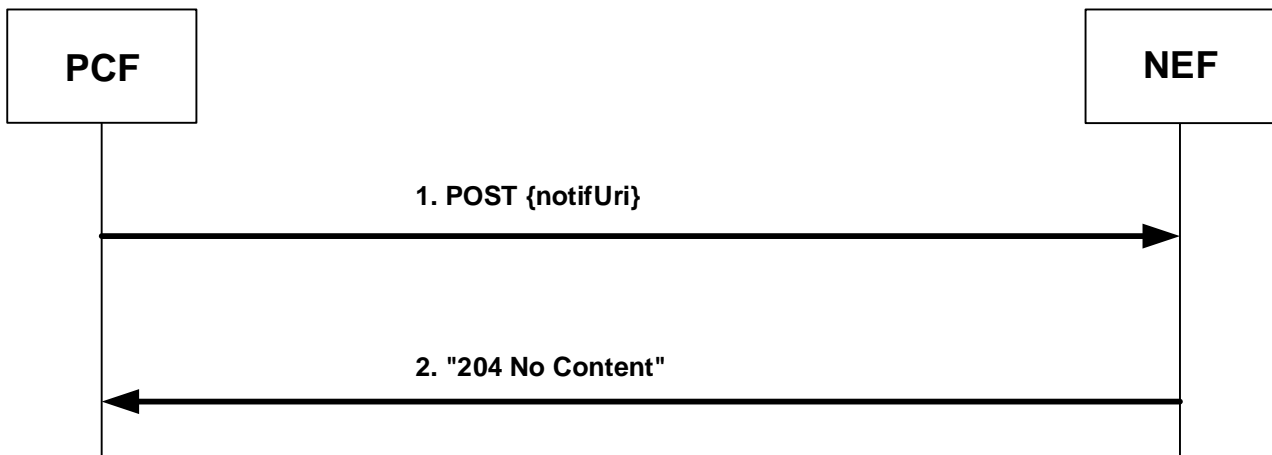 PCF
NEF
1. POST {notifUri}
2. "204 No Content"